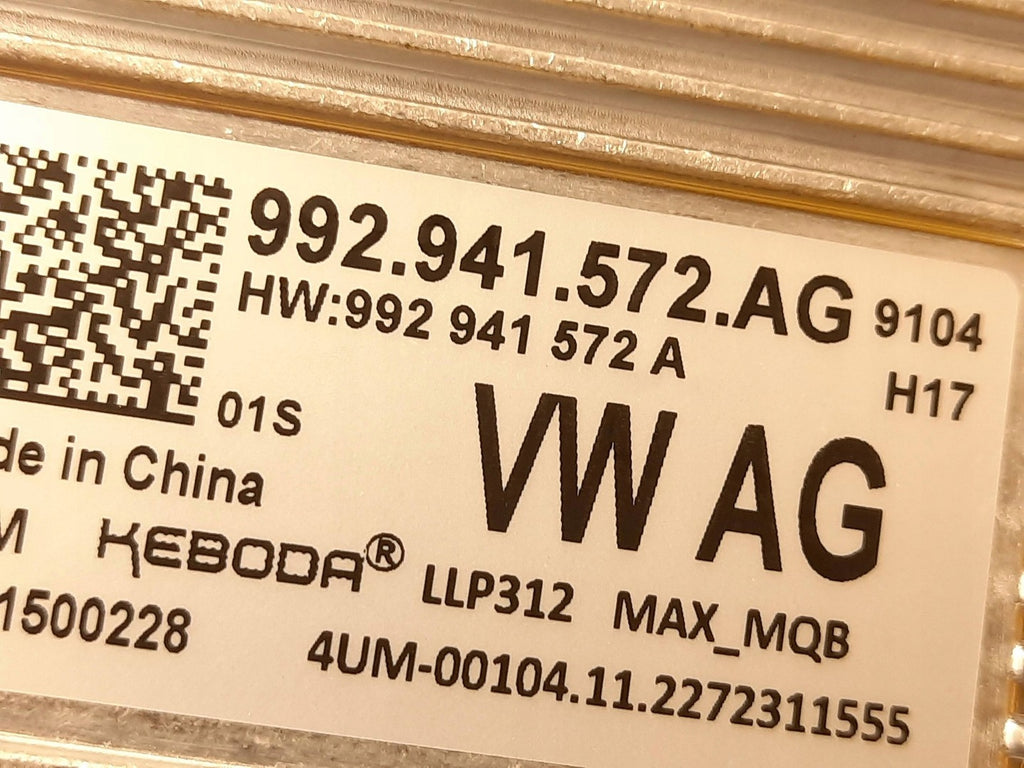 992.941.572.AG 9104
HW:992 941 572 A H17
01S
VW AG
in China
KEBODA® LLP312 MAX_MQB
1500228
4UM-00104.11.2272311555